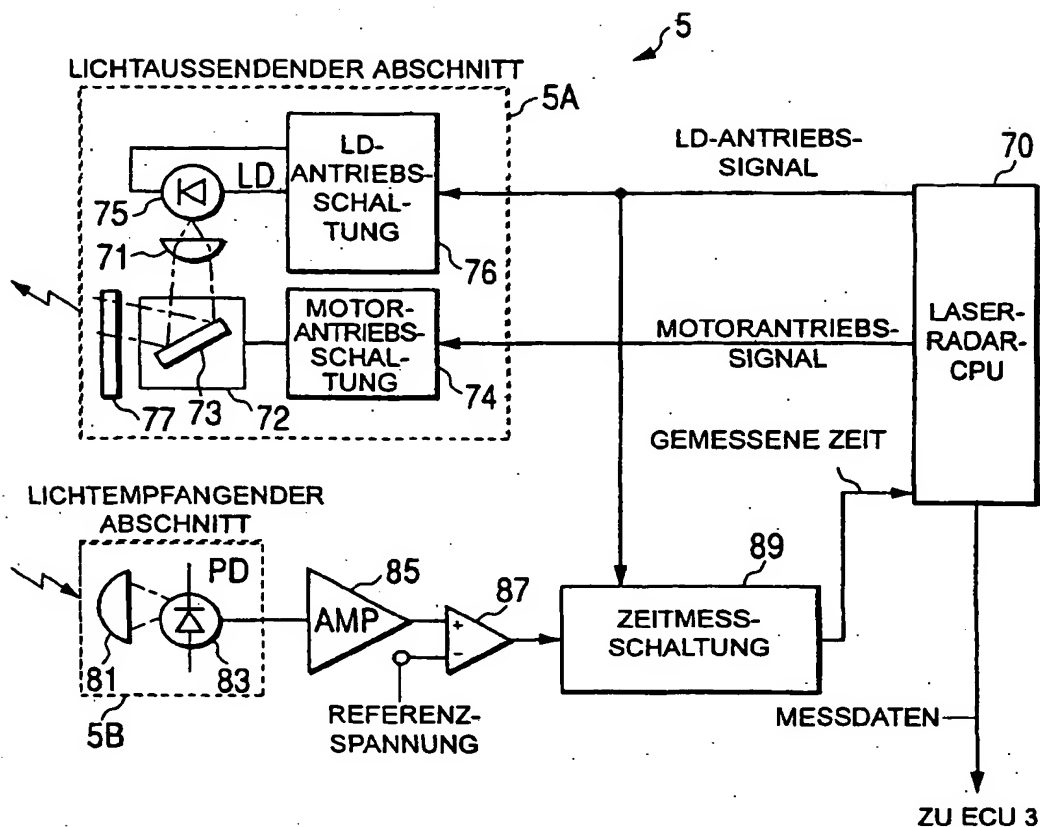 5
LICHTAUSSENDENDER ABSCHNITT
5A
LD-
ANTRIEBS-
SCHAL-
TUNG
LD
75
71
76
LD-ANTRIEBS-
SIGNAL
70
LASER-
RADAR-
CPU
MOTOR-
ANTRIEBS-
SCHAL-
TUNG
MOTORANTRIEBS-
SIGNAL
77
73
72
74
GEMESSENE ZEIT
LICHTEMPFANGENDER
ABSCHNITT
PD
81
83
5B
85
AMP
87
+
-
REFERENZ-
SPANNUNG
89
ZEITMESS-
SCHALTUNG
MESSDATEN
ZU ECU 3